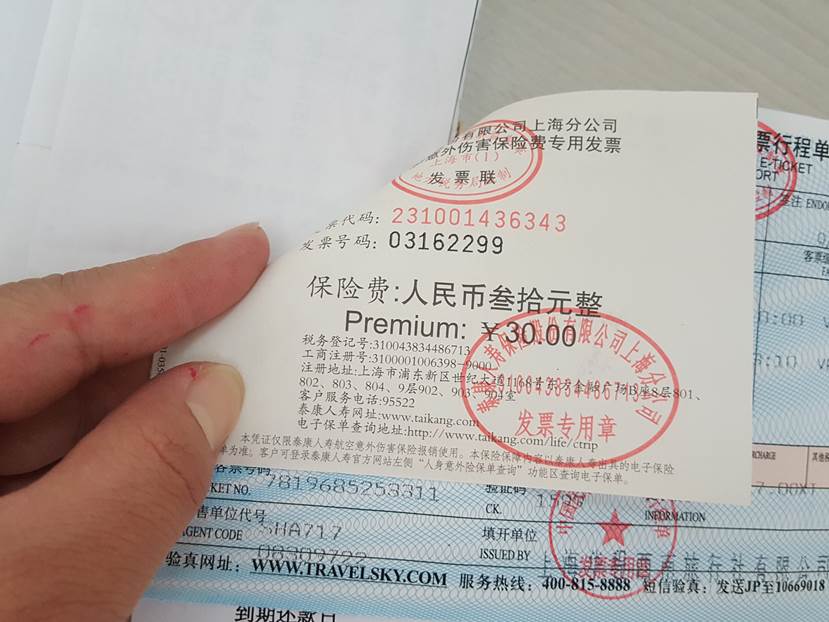 有限公司上海分公司
意外伤害保险费专用发票
上海市(1)
发票联
票代码: 231001436343
发票号码: 03162299
保险费:人民币叁拾元整
Premium: ￥30.00
税务登记号:310043834486713
工商注册号:3100001006398-9000
注册地址:上海市浦东新区世纪大道1168号东方金融广场B座8层801、
802、803、804、9层902、903、904室
客户服务电话:95522
泰康人寿网址:www.taikang.com
电子保单查询地址:http://www.taikang.com/life/ctrip
本凭证仅限泰康人寿航空意外伤害保险报销使用。本保险保障内容以泰康人寿出具的电子保险
单为准。客户可登录泰康人寿官方网站左侧“人身意外险保单查询”功能区查询电子保单。
发票专用章
票行程单
E-TICKET
客票号码
TICKET NO. 7819685253311
验证码
CK.
INFORMATION
售单位代号
AGENT CODE
SHA717
08309722
填开单位
ISSUED BY
验真网址: WWW.TRAVELSKY.COM 服务热线: 400-815-8888 短信验真: 发送JP至10669018
到期还款日